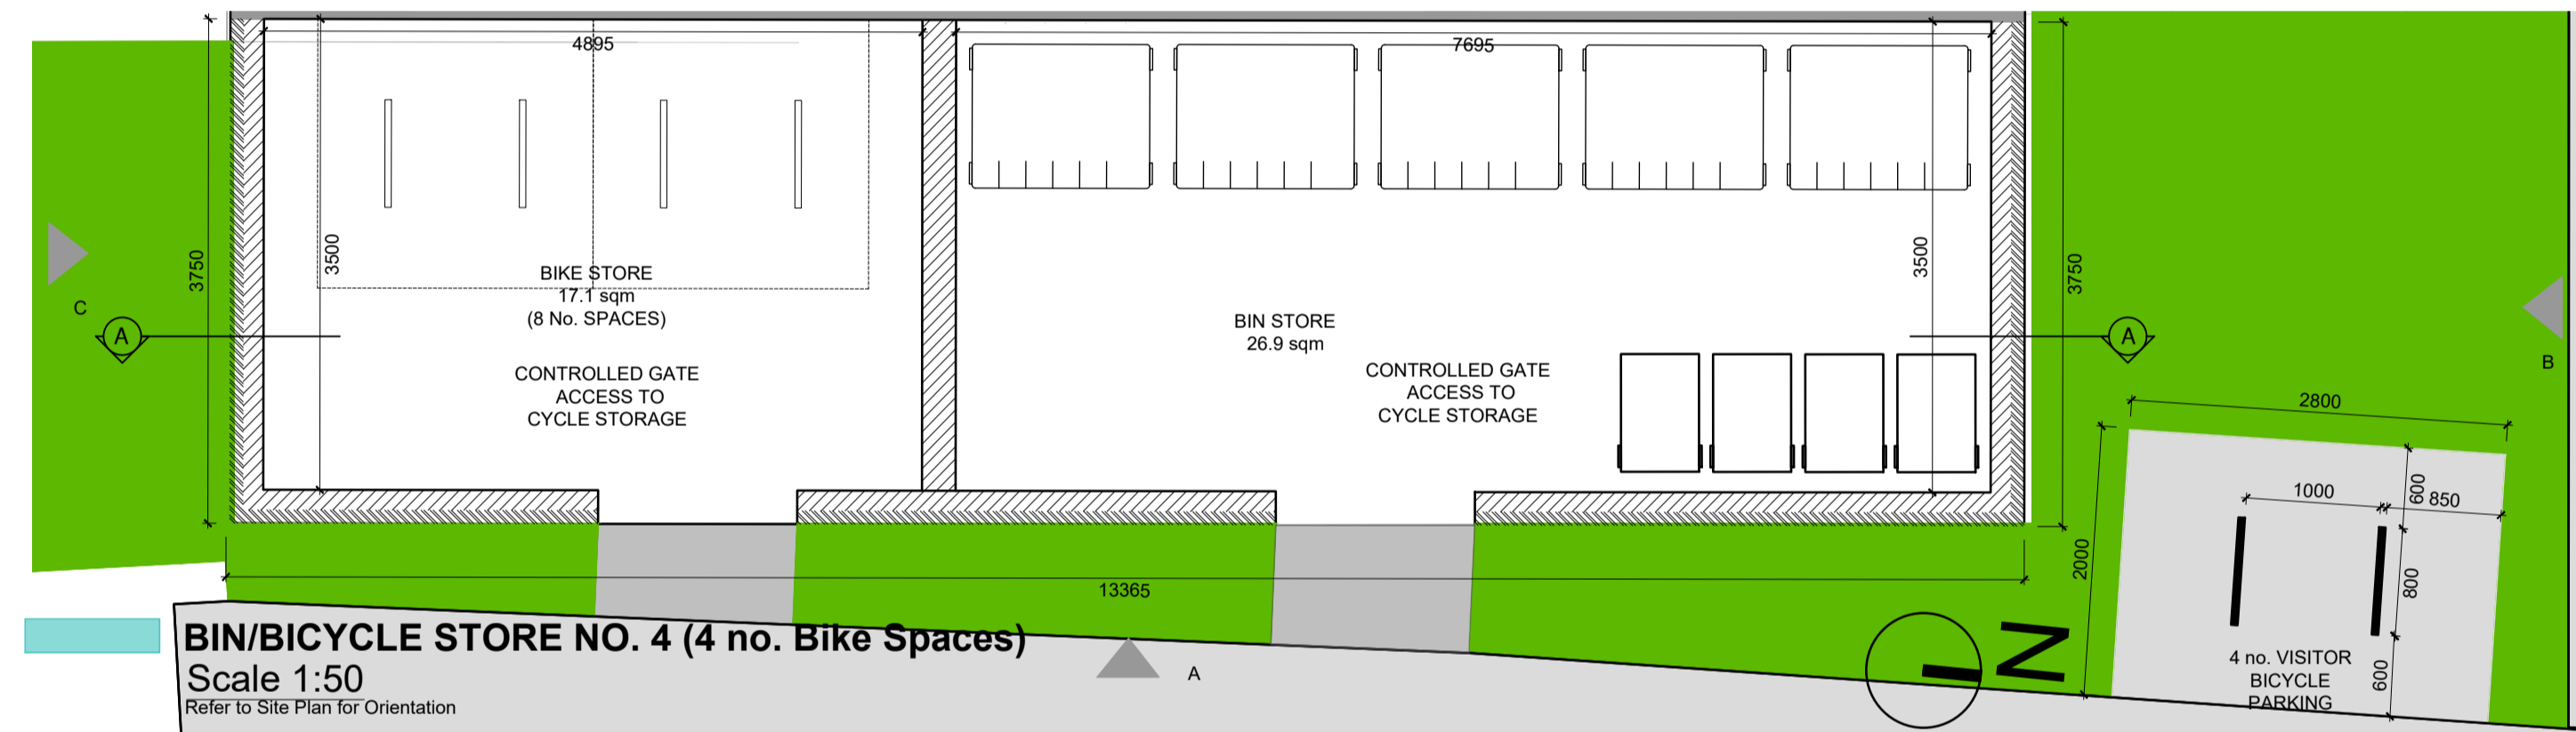 4895
7695
3750
3500
BIKE STORE
17.1 sqm
(8 No. SPACES)
CONTROLLED GATE
ACCESS TO
CYCLE STORAGE
C
A
BIN STORE
26.9 sqm
CONTROLLED GATE
ACCESS TO
CYCLE STORAGE
3500
3750
A
B
2800
2000
1000
600
850
800
600
4 no. VISITOR
BICYCLE
PARKING
13365
BIN/BICYCLE STORE NO. 4 (4 no. Bike Spaces)
Scale 1:50
Refer to Site Plan for Orientation
A
N